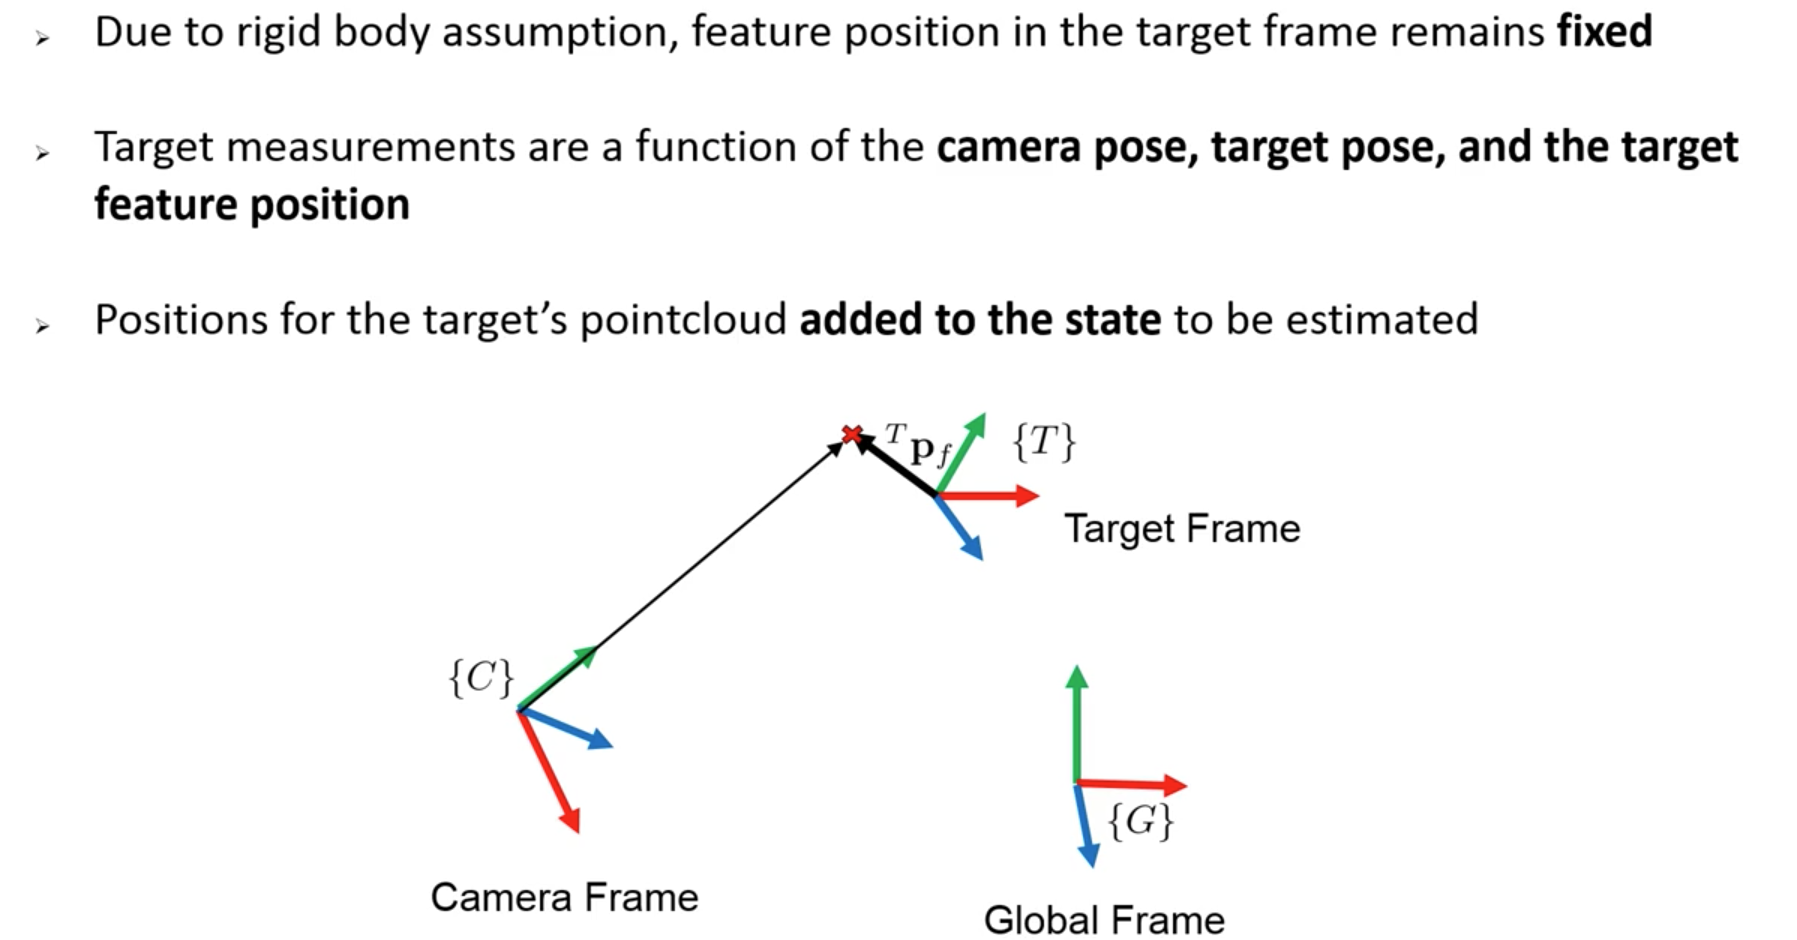 Due to rigid body assumption, feature position in the target frame remains fixed
Target measurements are a function of the camera pose, target pose, and the target
feature position
Positions for the target’s pointcloud added to the state to be estimated
ᵀp_f
{T}
Target Frame
{C}
{G}
Camera Frame
Global Frame